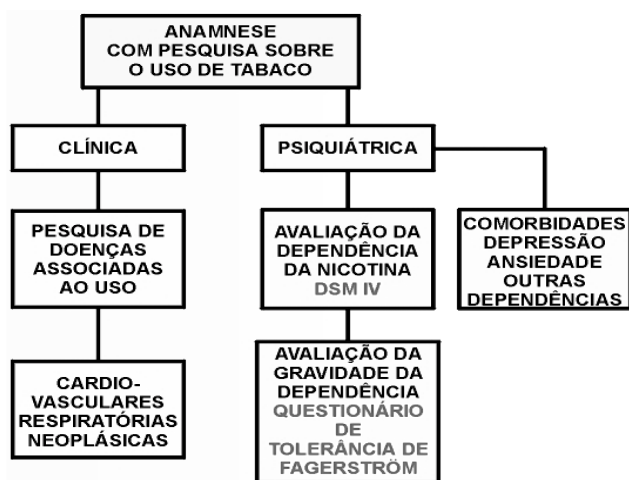 ANAMNESE
COM PESQUISA SOBRE
O USO DE TABACO
CLÍNICA
PSIQUIÁTRICA
PESQUISA DE
DOENÇAS
ASSOCIADAS
AO USO
AVALIAÇÃO DA
DEPENDÊNCIA
DA NICOTINA
DSM IV
COMORBIDADES
DEPRESSÃO
ANSIEDADE
OUTRAS
DEPENDÊNCIAS
CARDIO-
VASCULARES
RESPIRATÓRIAS
NEOPLÁSICAS
AVALIAÇÃO DA
GRAVIDADE DA
DEPENDÊNCIA
QUESTIONÁRIO
DE
TOLERÂNCIA DE
FAGERSTRÖM